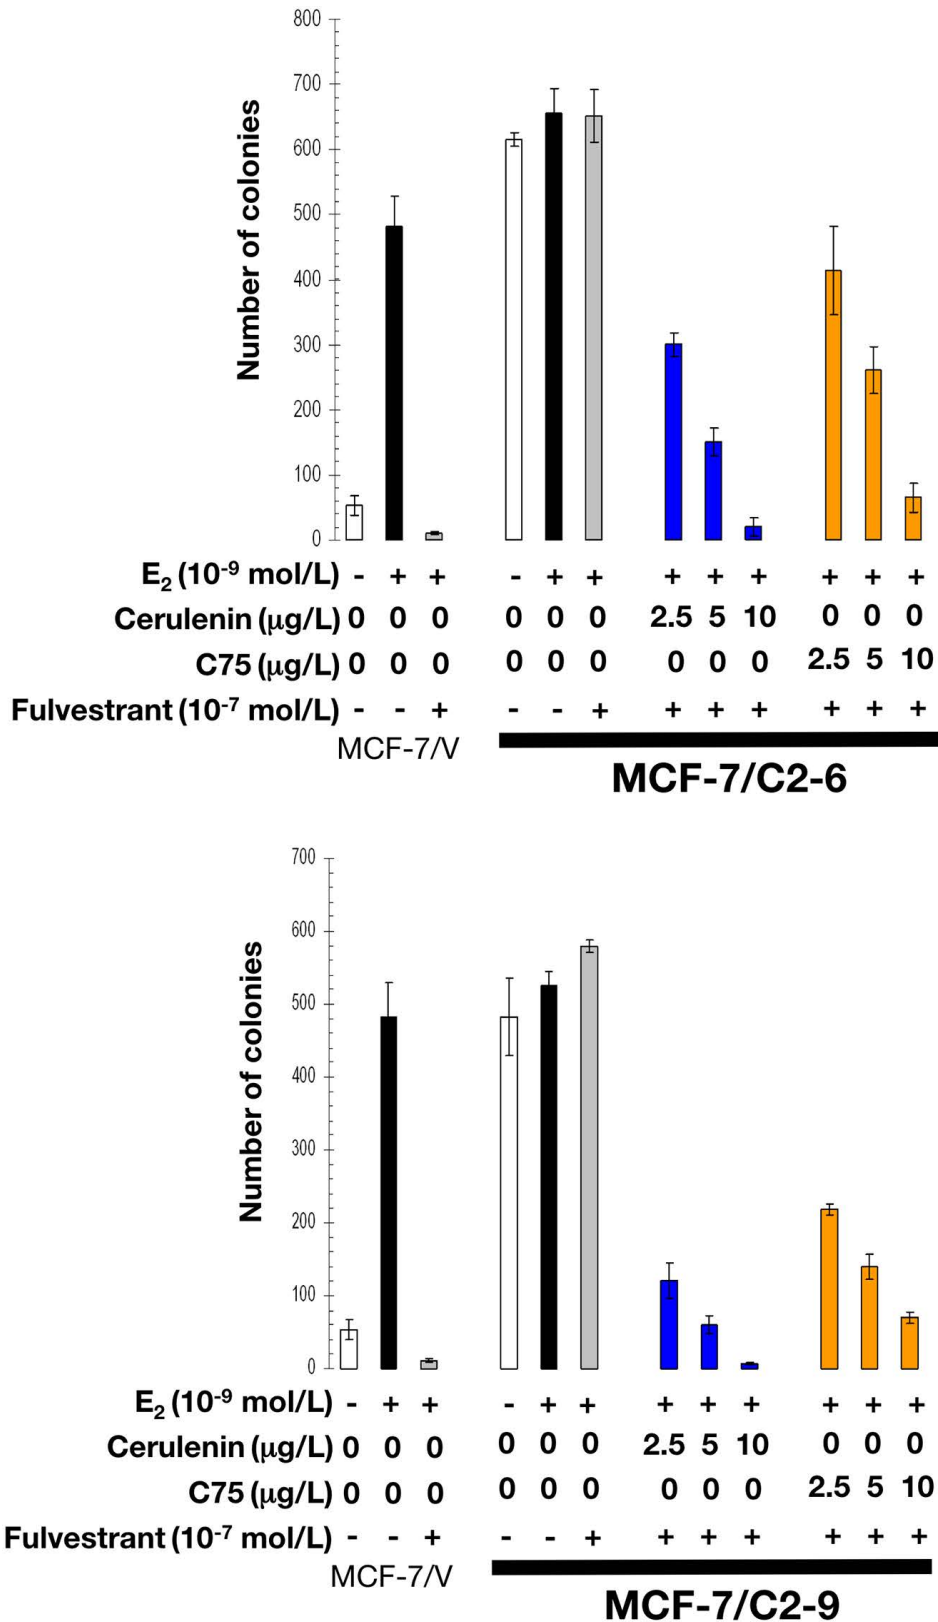 800
700
600
500
400
300
200
100
0
Number of colonies
E2 (10-9 mol/L) - + + - + + + + + + + +
Cerulenin (μg/L) 0 0 0 0 0 0 2.5 5 10 0 0 0
C75 (μg/L) 0 0 0 0 0 0 0 0 0 2.5 5 10
Fulvestrant (10-7 mol/L) - - + - - + + + + + + +
MCF-7/V
MCF-7/C2-6
700
600
500
400
300
200
100
0
Number of colonies
E2 (10-9 mol/L) - + + - + + + + + + + +
Cerulenin (μg/L) 0 0 0 0 0 0 2.5 5 10 0 0 0
C75 (μg/L) 0 0 0 0 0 0 0 0 0 2.5 5 10
Fulvestrant (10-7 mol/L) - - + - - + + + + + + +
MCF-7/V
MCF-7/C2-9